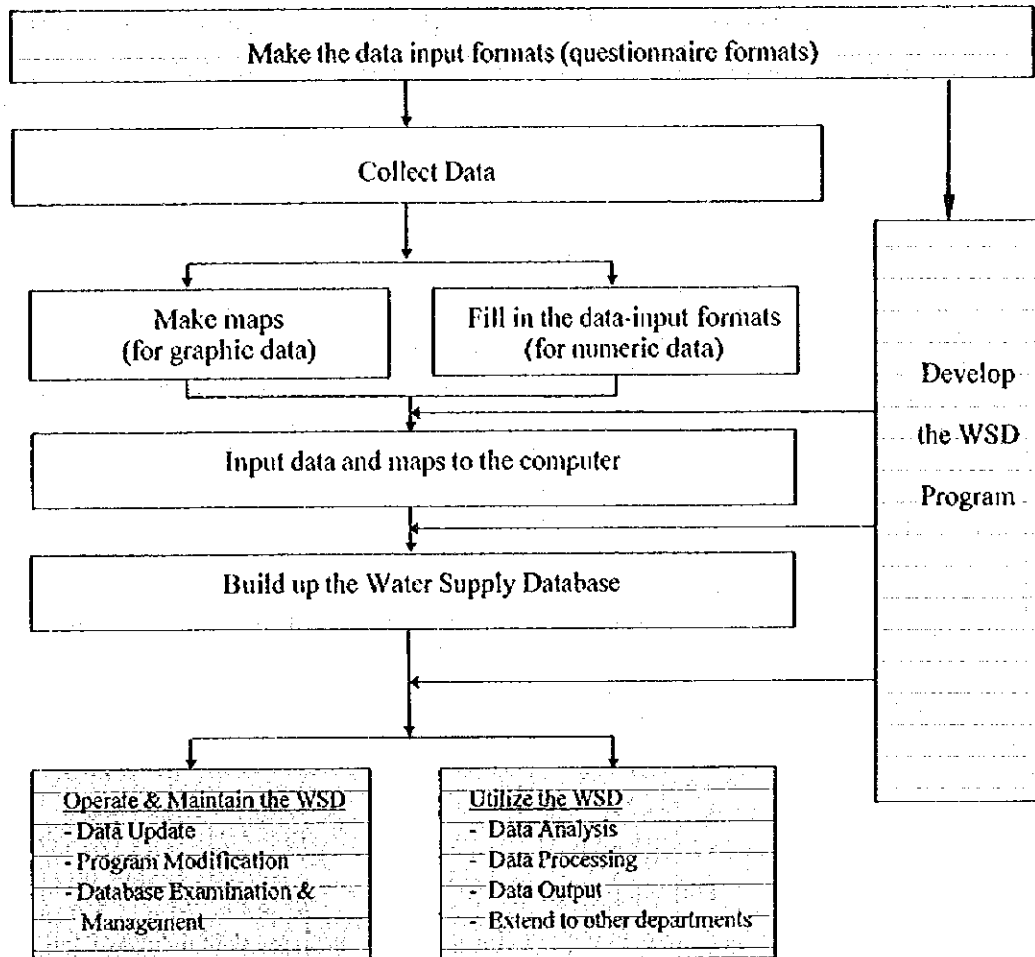 Make the data input formats (questionnaire formats)
Collect Data
Make maps
(for graphic data)
Fill in the data-input formats
(for numeric data)
Develop
the WSD
Program
Input data and maps to the computer
Build up the Water Supply Database
Operate & Maintain the WSD
- Data Update
- Program Modification
- Database Examination &
Management
Utilize the WSD
- Data Analysis
- Data Processing
- Data Output
- Extend to other departments